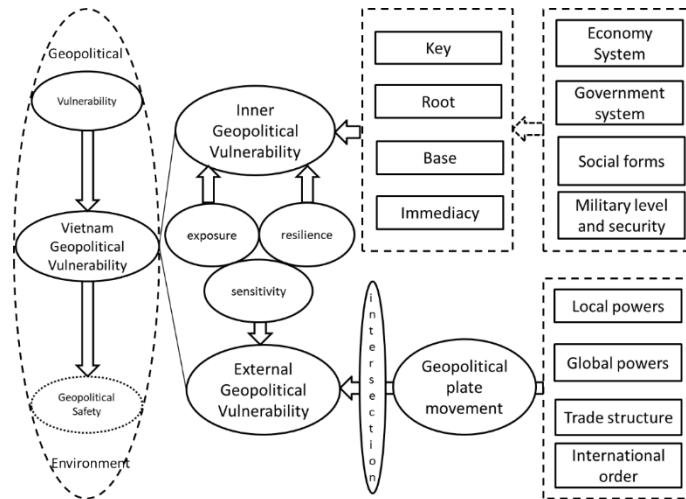 Geopolitical
Vulnerability
Vietnam
Geopolitical
Vulnerability
Geopolitical
Safety
Environment
Inner
Geopolitical
Vulnerability
exposure
resilience
sensitivity
External
Geopolitical
Vulnerability
Key
Root
Base
Immediacy
Economy
System
Government
system
Social forms
Military level
and security
intersection
Geopolitical
plate
movement
Local powers
Global powers
Trade structure
International
order